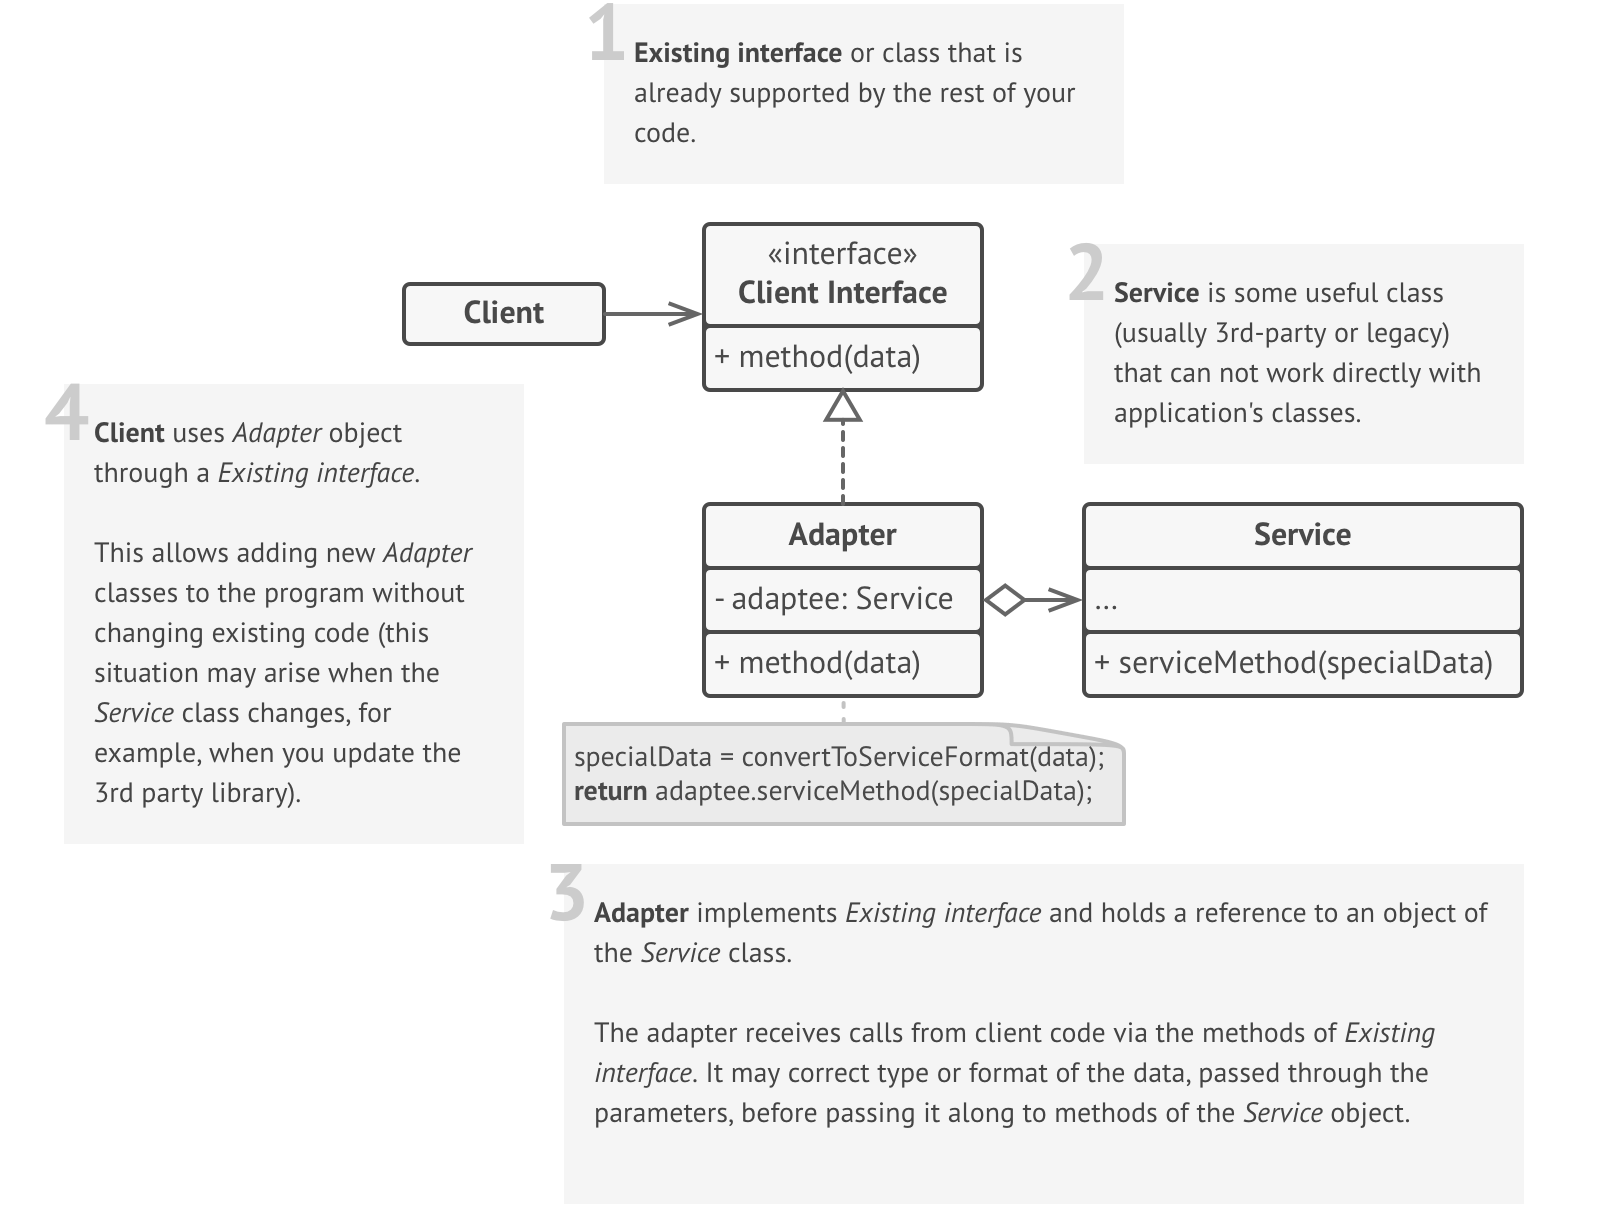 1
Existing interface or class that is
already supported by the rest of your
code.
«interface»
Client Interface
+ method(data)
Client
2
Service is some useful class
(usually 3rd-party or legacy)
that can not work directly with
application's classes.
4
Client uses Adapter object
through a Existing interface.
This allows adding new Adapter
classes to the program without
changing existing code (this
situation may arise when the
Service class changes, for
example, when you update the
3rd party library).
Adapter
- adaptee: Service
+ method(data)
Service
...
+ serviceMethod(specialData)
specialData = convertToServiceFormat(data);
return adaptee.serviceMethod(specialData);
3
Adapter implements Existing interface and holds a reference to an object of
the Service class.
The adapter receives calls from client code via the methods of Existing
interface. It may correct type or format of the data, passed through the
parameters, before passing it along to methods of the Service object.